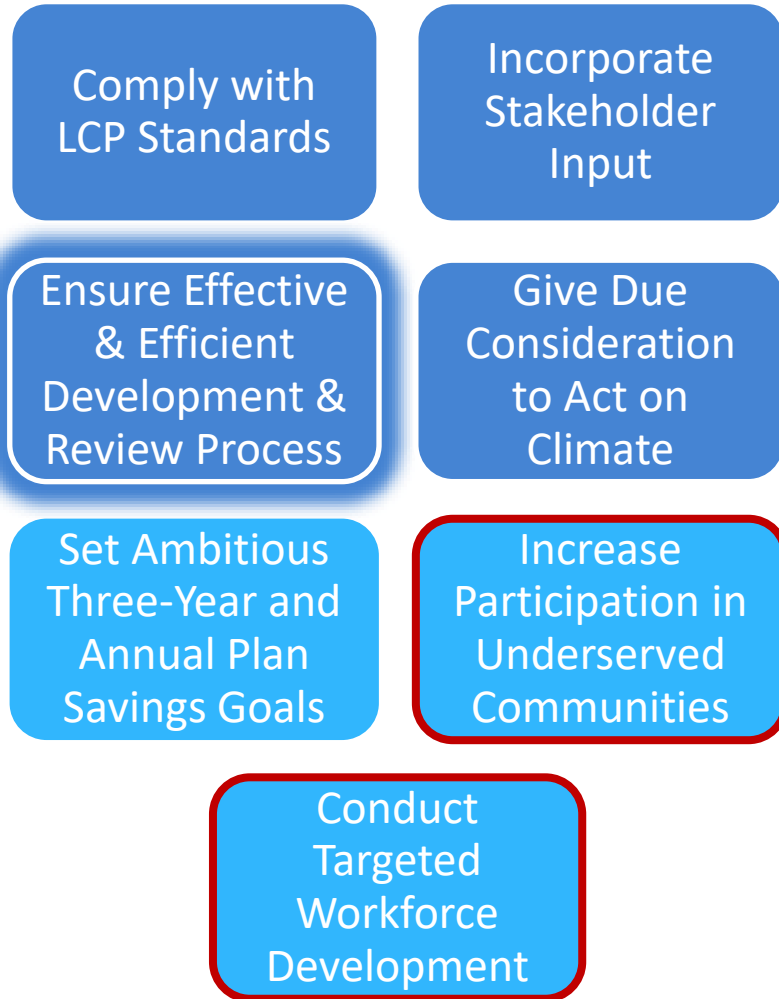 Comply with
LCP Standards
Incorporate
Stakeholder
Input
Ensure Effective
& Efficient
Development &
Review Process
Give Due
Consideration
to Act on
Climate
Set Ambitious
Three-Year and
Annual Plan
Savings Goals
Increase
Participation in
Underserved
Communities
Conduct
Targeted
Workforce
Development